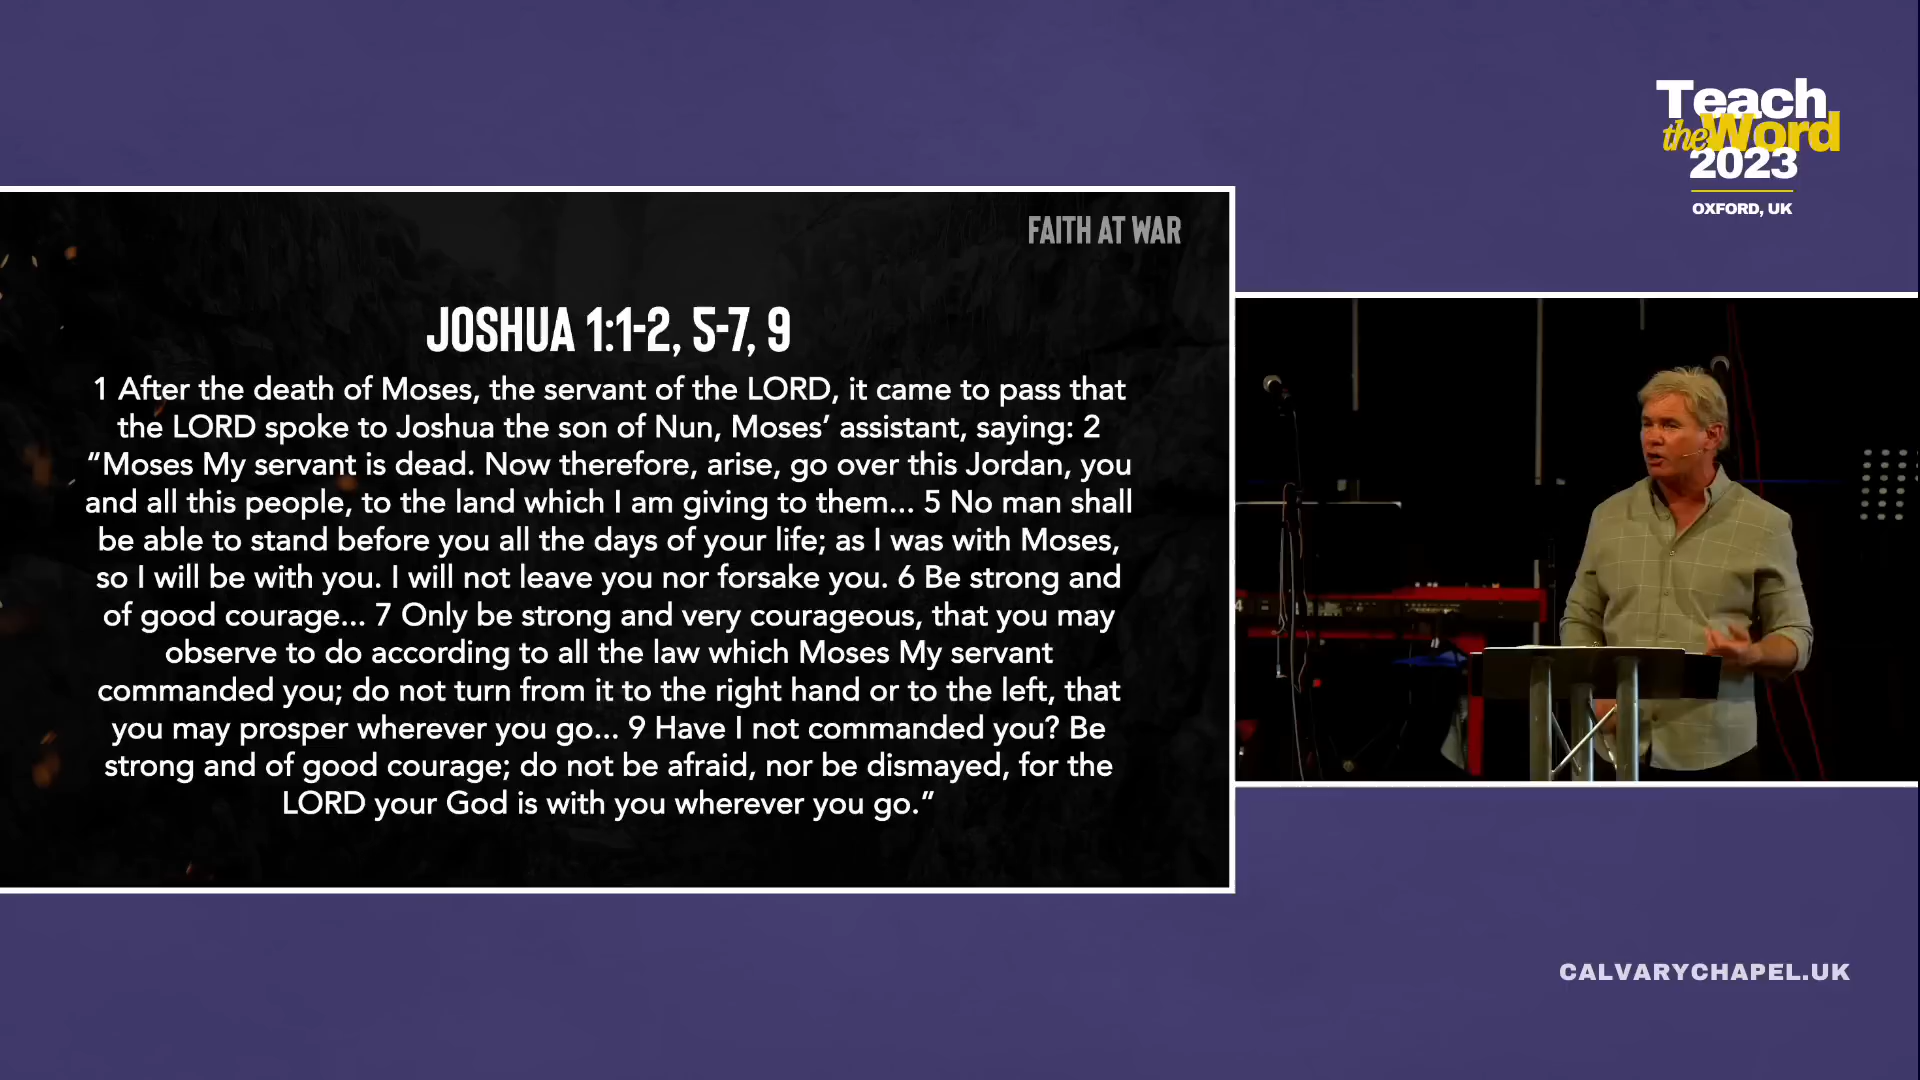 FAITH AT WAR
JOSHUA 1:1-2, 5-7, 9
1 After the death of Moses, the servant of the LORD, it came to pass that
the LORD spoke to Joshua the son of Nun, Moses’ assistant, saying: 2
“Moses My servant is dead. Now therefore, arise, go over this Jordan, you
and all this people, to the land which I am giving to them... 5 No man shall
be able to stand before you all the days of your life; as I was with Moses,
so I will be with you. I will not leave you nor forsake you. 6 Be strong and
of good courage... 7 Only be strong and very courageous, that you may
observe to do according to all the law which Moses My servant
commanded you; do not turn from it to the right hand or to the left, that
you may prosper wherever you go... 9 Have I not commanded you? Be
strong and of good courage; do not be afraid, nor be dismayed, for the
LORD your God is with you wherever you go.”
Teach
the Word
2023
OXFORD, UK
4
CALVARYCHAPEL.UK